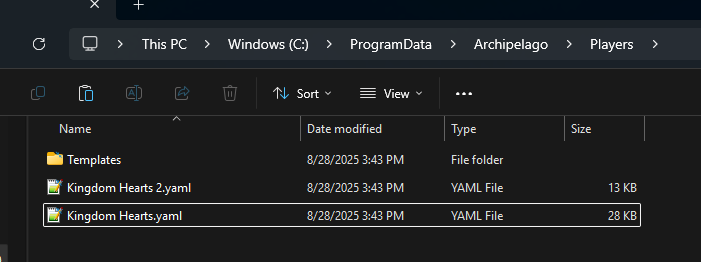 This PC > Windows (C:) > ProgramData > Archipelago > Players >
Sort View
Name Date modified Type Size
Templates 8/28/2025 3:43 PM File folder
Kingdom Hearts 2.yaml 8/28/2025 3:43 PM YAML File 13 KB
Kingdom Hearts.yaml 8/28/2025 3:43 PM YAML File 28 KB